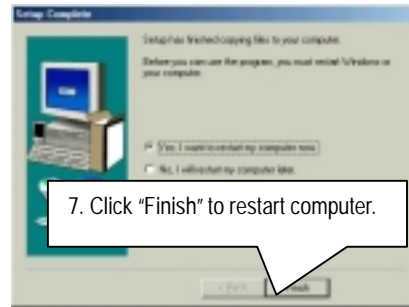 Setup Complete
Setup has finished copying files to your computer.
Before you can use the program, you must restart Windows or
your computer.
Yes, I want to restart my computer now.
No, I will restart my computer later.
7. Click “Finish” to restart computer.
< Back
Finish